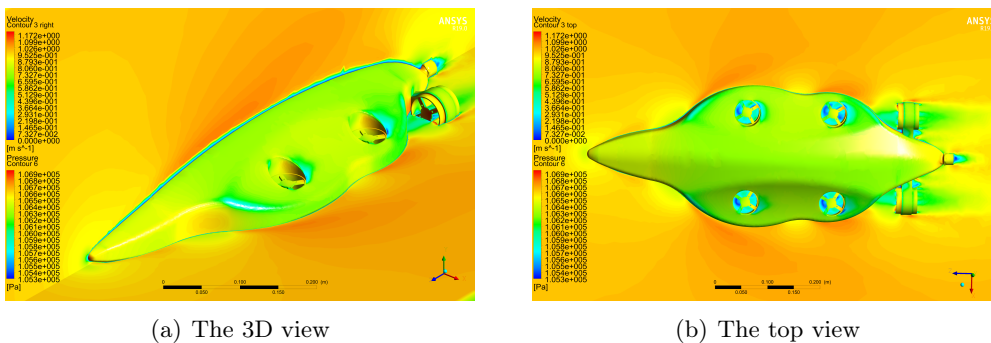 Velocity
Contour 3 right
1.172e+000
1.099e+000
1.026e+000
9.525e-001
8.793e-001
8.060e-001
7.327e-001
6.595e-001
5.862e-001
5.129e-001
4.396e-001
3.664e-001
2.931e-001
2.198e-001
1.465e-001
7.327e-002
0.000e+000
[m s^-1]
Pressure
Contour 6
1.069e+005
1.068e+005
1.067e+005
1.066e+005
1.065e+005
1.064e+005
1.063e+005
1.062e+005
1.061e+005
1.060e+005
1.059e+005
1.058e+005
1.057e+005
1.056e+005
1.055e+005
1.054e+005
1.053e+005
[Pa]
ANSYS
0
0.100
0.200 (m)
0.050
0.150
(a) The 3D view
Velocity
Contour 3 top
1.172e+000
1.099e+000
1.026e+000
9.525e-001
8.793e-001
8.060e-001
7.327e-001
6.595e-001
5.862e-001
5.129e-001
4.396e-001
3.664e-001
2.931e-001
2.198e-001
1.465e-001
7.327e-002
0.000e+000
[m s^-1]
Pressure
Contour 6
1.069e+005
1.068e+005
1.067e+005
1.066e+005
1.065e+005
1.064e+005
1.063e+005
1.062e+005
1.061e+005
1.060e+005
1.059e+005
1.058e+005
1.057e+005
1.056e+005
1.055e+005
1.054e+005
1.053e+005
[Pa]
ANSYS
0
0.100
0.200 (m)
0.050
0.150
(b) The top view